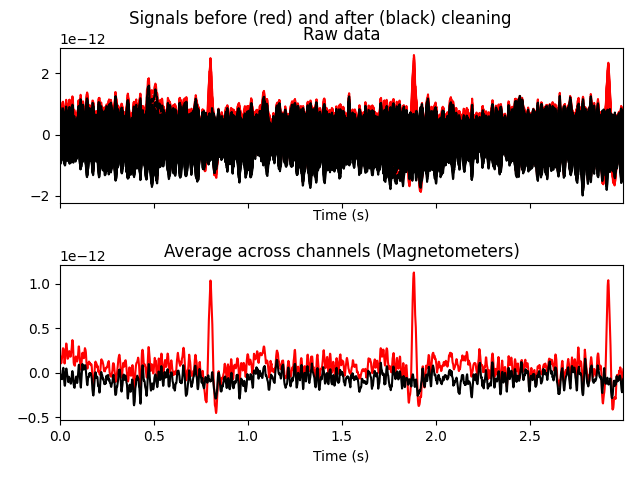 Signals before (red) and after (black) cleaning
Raw data
1e−12
2
0
−2
Time (s)
Average across channels (Magnetometers)
1e−12
1.0
0.5
0.0
−0.5
0.0 0.5 1.0 1.5 2.0 2.5
Time (s)